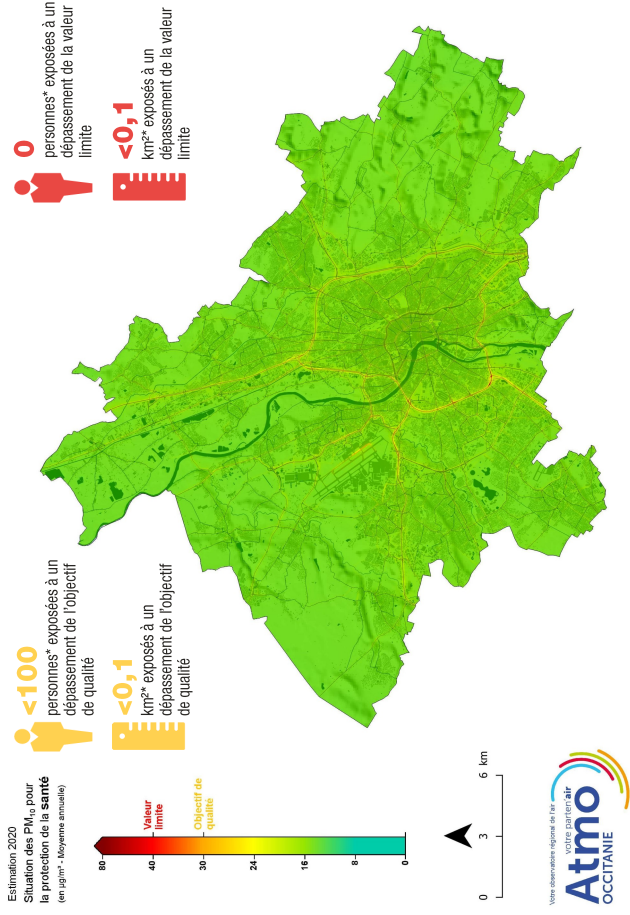 Estimation 2020
Situation des PM₁₀, pour
la protection de la santé
(en µg/m³ - Moyenne annuelle)
<100
personnes* exposées à un
dépassement de l'objectif
de qualité
<0,1
km²* exposés à un
dépassement de l'objectif
de qualité
0
personnes* exposées à un
dépassement de la valeur
limite
<0,1
km²* exposés à un
dépassement de la valeur
limite
80
40
30
24
16
8
0
Valeur
limite
Objectif de
qualité
0 3 6 km
Votre observatoire régional de l'air
votre parten'air
Atmo
OCCITANIE